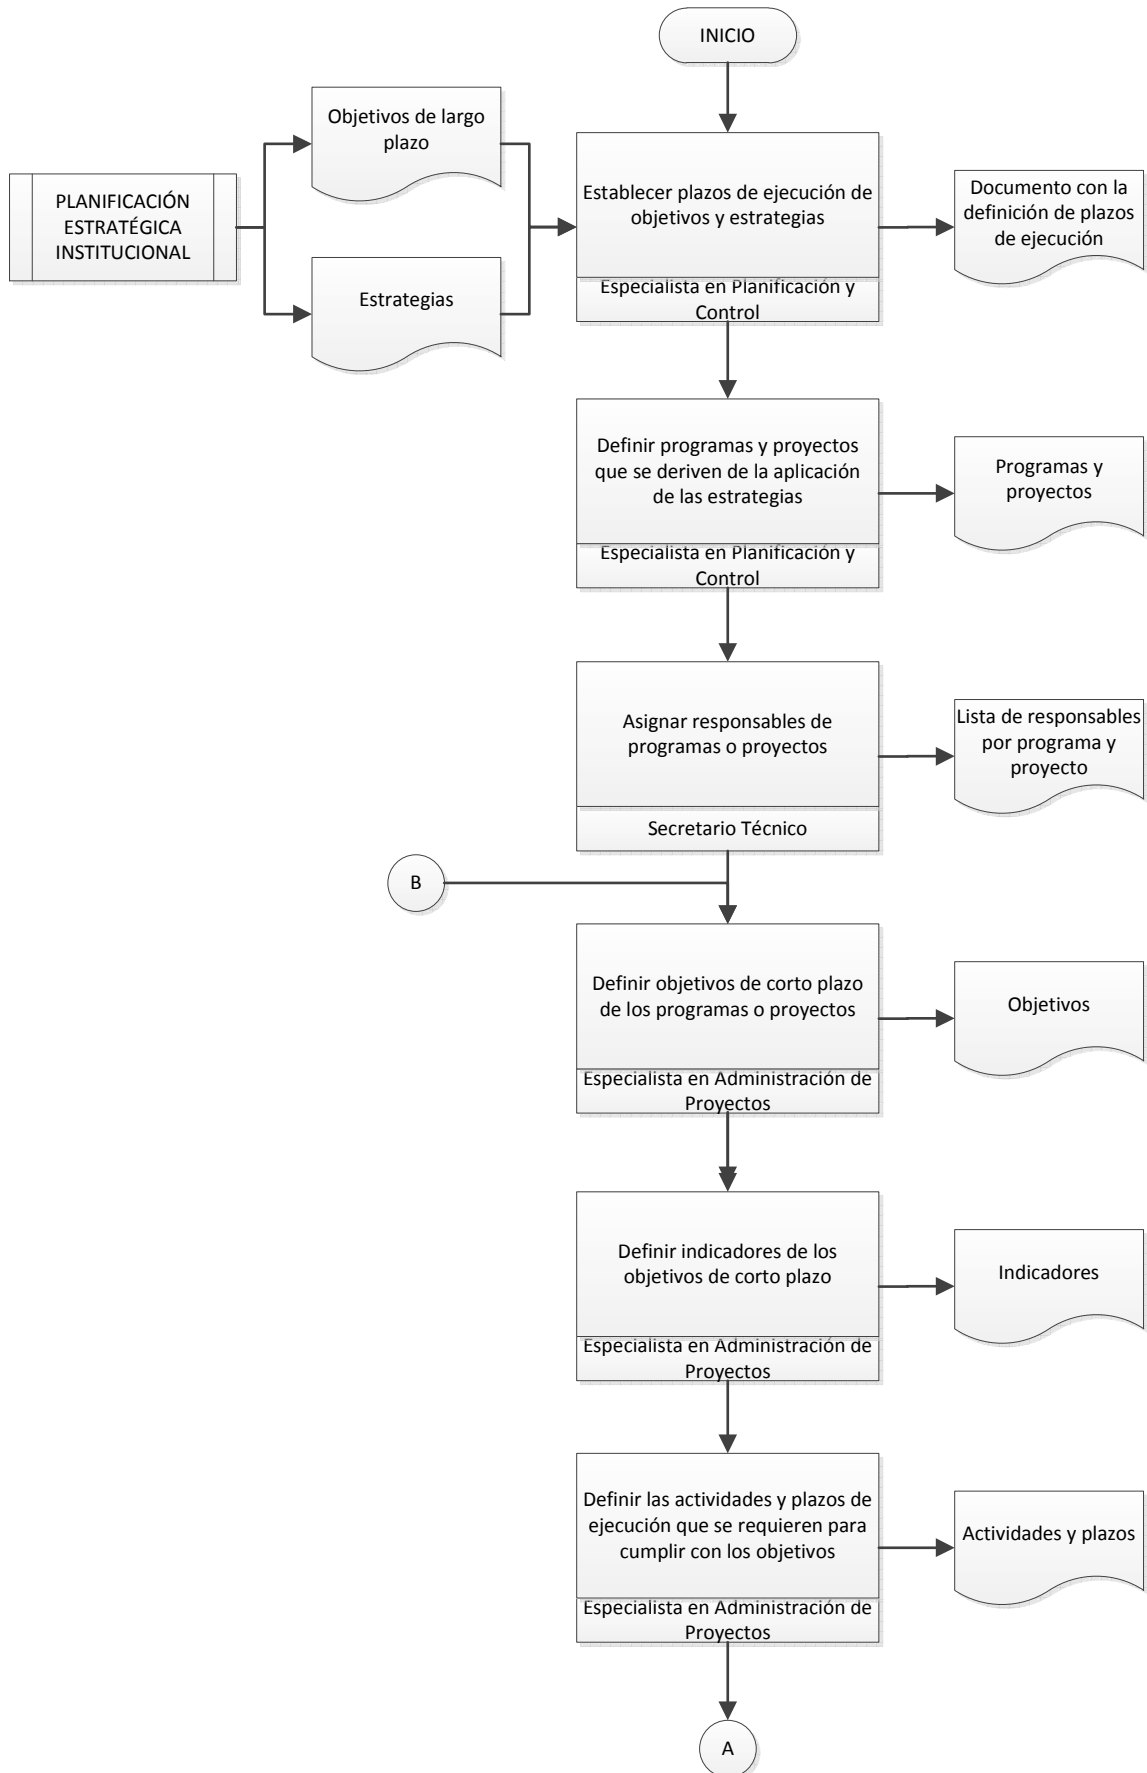 INICIO
Objetivos de largo
plazo
PLANIFICACIÓN
ESTRATÉGICA
INSTITUCIONAL
Estrategias
Establecer plazos de ejecución de
objetivos y estrategias
Especialista en Planificación y
Control
Documento con la
definición de plazos
de ejecución
Definir programas y proyectos
que se deriven de la aplicación
de las estrategias
Especialista en Planificación y
Control
Programas y
proyectos
Asignar responsables de
programas o proyectos
Secretario Técnico
Lista de responsables
por programa y
proyecto
B
Definir objetivos de corto plazo
de los programas o proyectos
Especialista en Administración de
Proyectos
Objetivos
Definir indicadores de los
objetivos de corto plazo
Especialista en Administración de
Proyectos
Indicadores
Definir las actividades y plazos de
ejecución que se requieren para
cumplir con los objetivos
Especialista en Administración de
Proyectos
Actividades y plazos
A